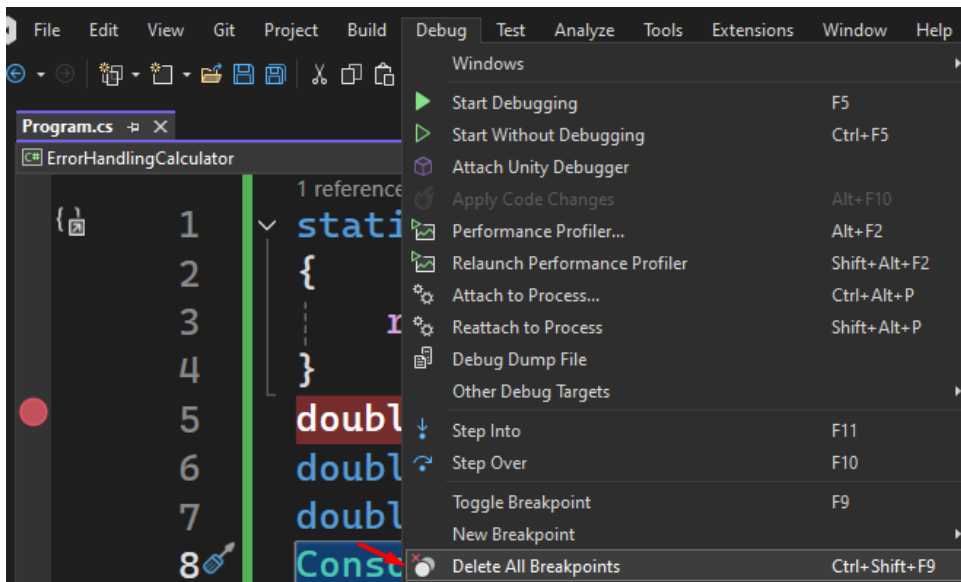 File Edit View Git Project Build Debug Test Analyze Tools Extensions Window Help
Program.cs
C# ErrorHandlingCalculator
1 reference
1 stati
2 {
3 r
4 }
5 doubl
6 doubl
7 doubl
8 Const
Windows
Start Debugging F5
Start Without Debugging Ctrl+F5
Attach Unity Debugger
Apply Code Changes Alt+F10
Performance Profiler... Alt+F2
Relaunch Performance Profiler Shift+Alt+F2
Attach to Process... Ctrl+Alt+P
Reattach to Process Shift+Alt+P
Debug Dump File
Other Debug Targets
Step Into F11
Step Over F10
Toggle Breakpoint F9
New Breakpoint
Delete All Breakpoints Ctrl+Shift+F9